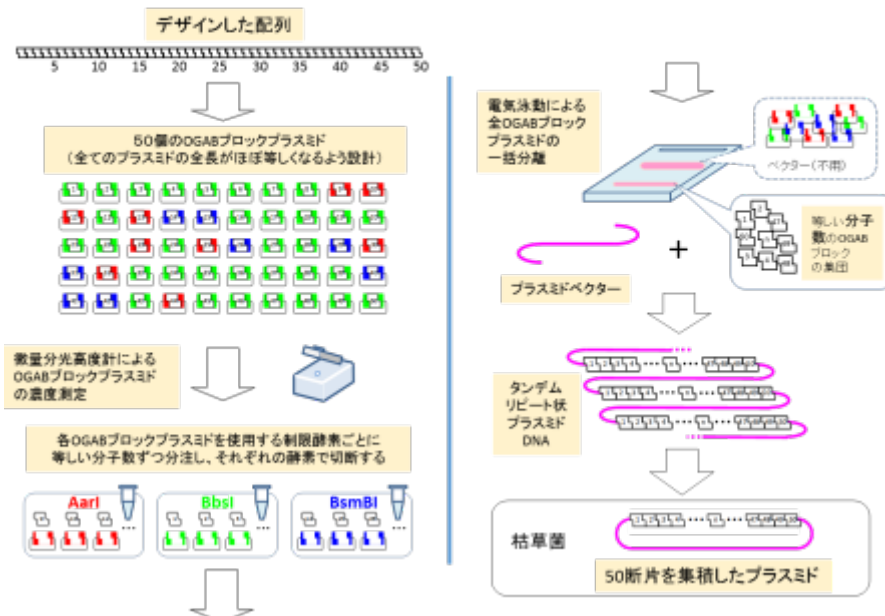 デザインした配列
5 10 15 20 25 30 35 40 45 50
50個のOGABブロックプラスミド
(全てのプラスミドの全長がほぼ等しくなるよう設計)
微量分光高度計による
OGABブロックプラスミド
の濃度測定
各OGABブロックプラスミドを使用する制限酵素ごとに
等しい分子数ずつ分注し、それぞれの酵素で切断する
AarI
BbsI
BsmBI
電気泳動による
全OGABブロック
プラスミドの
一括分離
ベクター(不用)
等しい分子
数のOGAB
ブロック
の集団
+
プラスミドベクター
タンデム
リピート状
プラスミド
DNA
枯草菌
50断片を集積したプラスミド